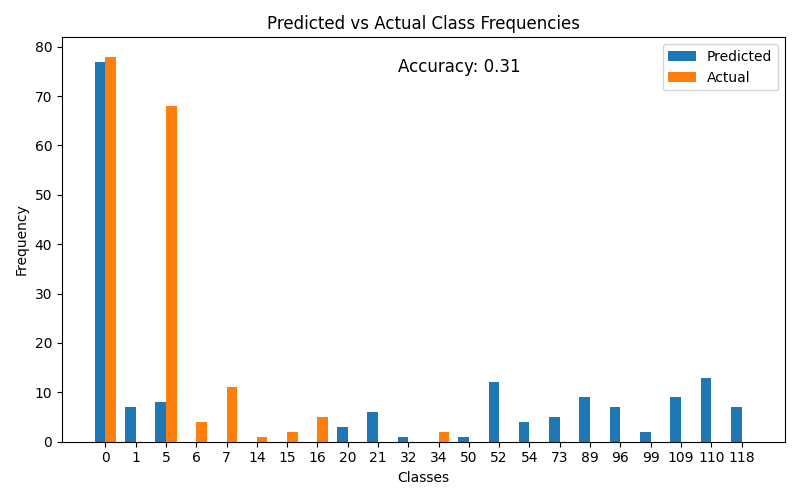 Predicted vs Actual Class Frequencies
80
70
60
50
40
30
20
10
0
Frequency
Accuracy: 0.31
Predicted
Actual
0 1 5 6 7 14 15 16 20 21 32 34 50 52 54 73 89 96 99 109 110 118
Classes